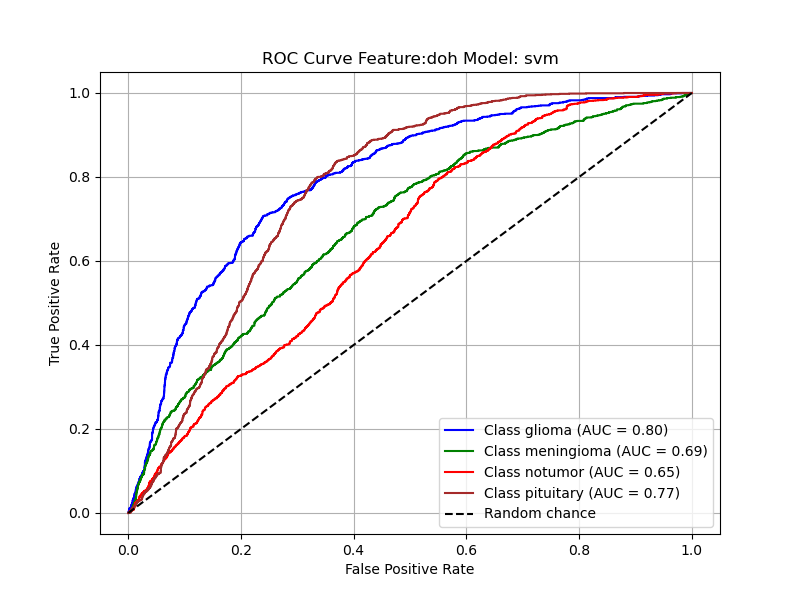 ROC Curve Feature:doh Model: svm
True Positive Rate
1.0
0.8
0.6
0.4
0.2
0.0
Class glioma (AUC = 0.80)
Class meningioma (AUC = 0.69)
Class notumor (AUC = 0.65)
Class pituitary (AUC = 0.77)
Random chance
0.0 0.2 0.4 0.6 0.8 1.0
False Positive Rate